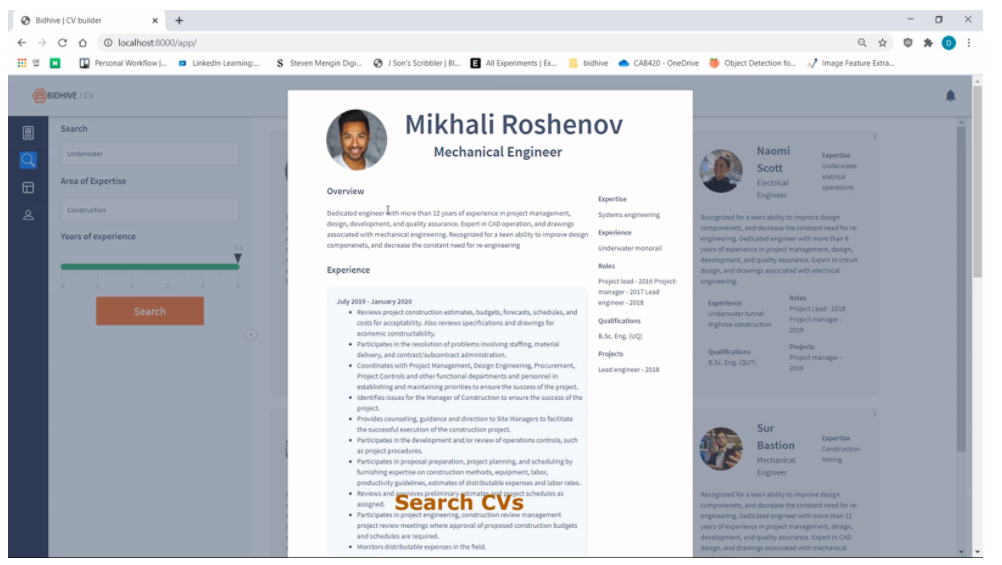 Bidhive | CV builder
localhost:8000/app/
Personal Workflow |...
LinkedIn Learning:...
Steven Mengin Digi...
J Son's Scribbler | Bl...
All Experiments | Ex...
bidhive
CAB420 - OneDrive
Object Detection fo...
Image Feature Extra...
BIDHIVE / CV
Search
Underwater
Area of Expertise
Construction
Years of experience
5.0
0 1 2 3 4 5
Search
Mikhali Roshenov
Mechanical Engineer
Overview
Dedicated engineer with more than 12 years of experience in project management,
design, development, and quality assurance. Expert in CAD operation, and drawings
associated with mechanical engineering. Recognized for a keen ability to improve design
componenets, and decrease the constant need for re-engineering
Experience
July 2019 - January 2020
Reviews project construction estimates, budgets, forecasts, schedules, and
costs for acceptability. Also reviews specifications and drawings for
economic constructability.
Participates in the resolution of problems involving staffing, material
delivery, and contract/subcontract administration.
Coordinates with Project Management, Design Engineering, Procurement,
Project Controls and other functional departments and personnel in
establishing and maintaining priorities to ensure the success of the project.
Identifies issues for the Manager of Construction to ensure the success of the
project.
Provides counseling, guidance and direction to Site Managers to facilitate
the successful execution of the construction project.
Participates in the development and/or review of operations controls, such
as project procedures.
Participates in proposal preparation, project planning, and scheduling by
furnishing expertise on construction methods, equipment, labor,
productivity guidelines, estimates of distributable expenses and labor rates.
Reviews and approves preliminary estimates and project schedules as
assigned.
Participates in project engineering, construction review management
project review meetings where approval of proposed construction budgets
and schedules are required.
Monitors distributable expenses in the field.
Search CVs
Expertise
Systems engineering
Experience
Underwater monorail
Roles
Project lead - 2016 Project-
manager - 2017 Lead
engineer - 2018
Qualifications
B.Sc. Eng. (UQ)
Projects
Lead engineer - 2018
Naomi
Scott
Electrical
Engineer
Expertise
Underwater
eletrical
operations
Recognized for a keen ability to improve design
componenets, and decrease the constant need for re-
engineering. Dedicated engineer with more than 6
years of experience in project management, design,
development, and quality assurance. Expert in cricuit
design, and drawings associated with electrical
engineering.
Experience
Underwater tunnel
Highrise construction
Roles
Project Lead - 2018
Project manager -
2019
Qualifications
B.Sc. Eng. (QUT)
Projects
Project manager -
2019
Sur
Bastion
Mechanical
Engineer
Expertise
Construction
Mining
Recognized for a keen ability to improve design
componenets, and decrease the constant need for re-
engineering. Dedicated engineer with more than 12
years of experience in project management, design,
development, and quality assurance. Expert in CAD
design, and drawings associated with mechanical